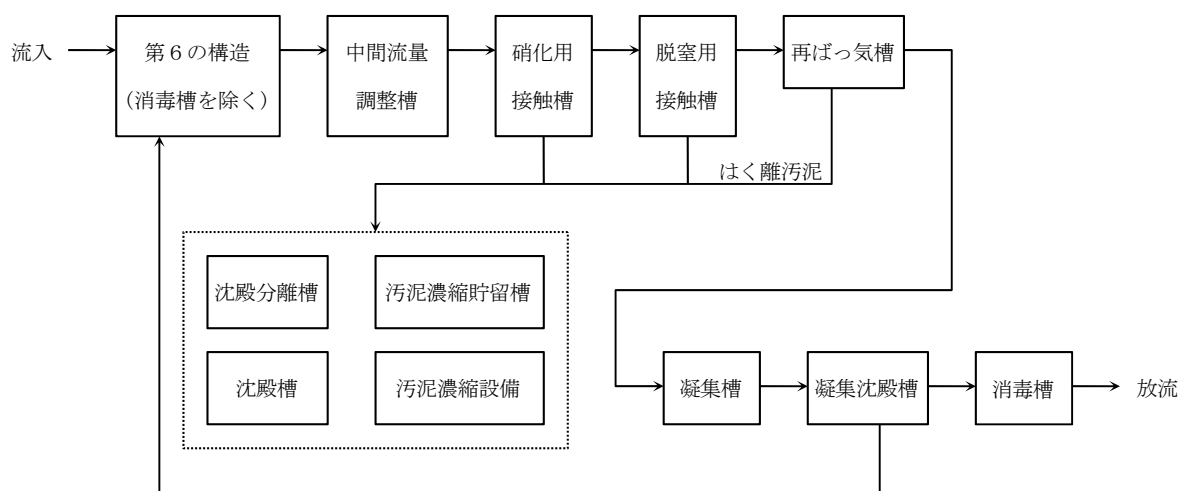 流入
第６の構造
（消毒槽を除く）
中間流量
調整槽
硝化用
接触槽
脱窒用
接触槽
再ばっ気槽
はく離汚泥
沈殿分離槽
汚泥濃縮貯留槽
沈殿槽
汚泥濃縮設備
凝集槽
凝集沈殿槽
消毒槽
放流